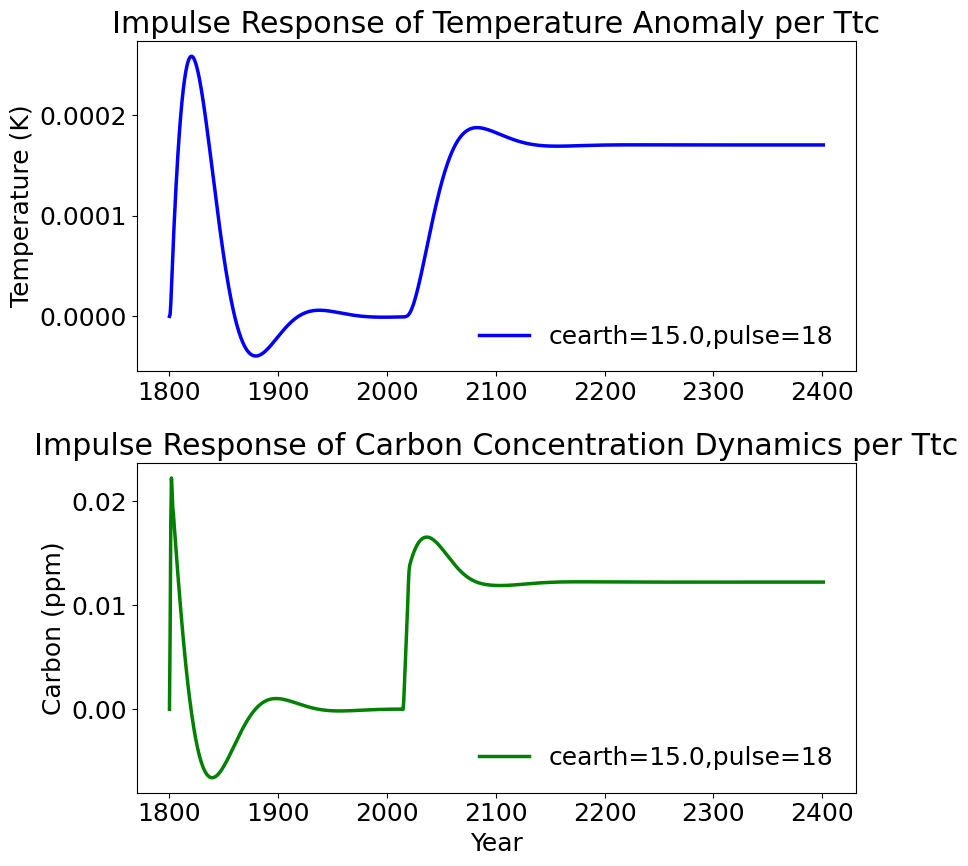 Impulse Response of Temperature Anomaly per Ttc
Temperature (K)
0.0002
0.0001
0.0000
cearth=15.0,pulse=18
1800 1900 2000 2100 2200 2300 2400
Impulse Response of Carbon Concentration Dynamics per Ttc
Carbon (ppm)
0.02
0.01
0.00
cearth=15.0,pulse=18
1800 1900 2000 2100 2200 2300 2400
Year